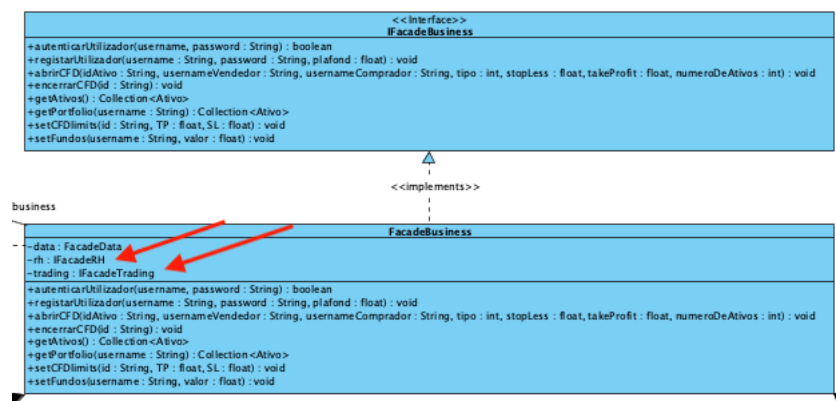 <<Interface>>
IFacadeBusiness
+autenticarUtilizador(username, password : String) : boolean
+registarUtilizador(username : String, password : String, plafond : float) : void
+abrirCFD(idAtivo : String, usernameVendedor : String, usernameComprador : String, tipo : int, stopLess : float, takeProfit : float, numeroDeAtivos : int) : void
+encerrarCFD(id : String) : void
+getAtivos() : Collection<Ativo>
+getPortfolio(username : String) : Collection<Ativo>
+setCFDlimits(id : String, TP : float, SL : float) : void
+setFundos(username : String, valor : float) : void
<<implements>>
business
FacadeBusiness
-data : FacadeData
-rh : IFacadeRH
-trading : IFacadeTrading
+autenticarUtilizador(username, password : String) : boolean
+registarUtilizador(username : String, password : String, plafond : float) : void
+abrirCFD(idAtivo : String, usernameVendedor : String, usernameComprador : String, tipo : int, stopLess : float, takeProfit : float, numeroDeAtivos : int) : void
+encerrarCFD(id : String) : void
+getAtivos() : Collection<Ativo>
+getPortfolio(username : String) : Collection<Ativo>
+setCFDlimits(id : String, TP : float, SL : float) : void
+setFundos(username : String, valor : float) : void